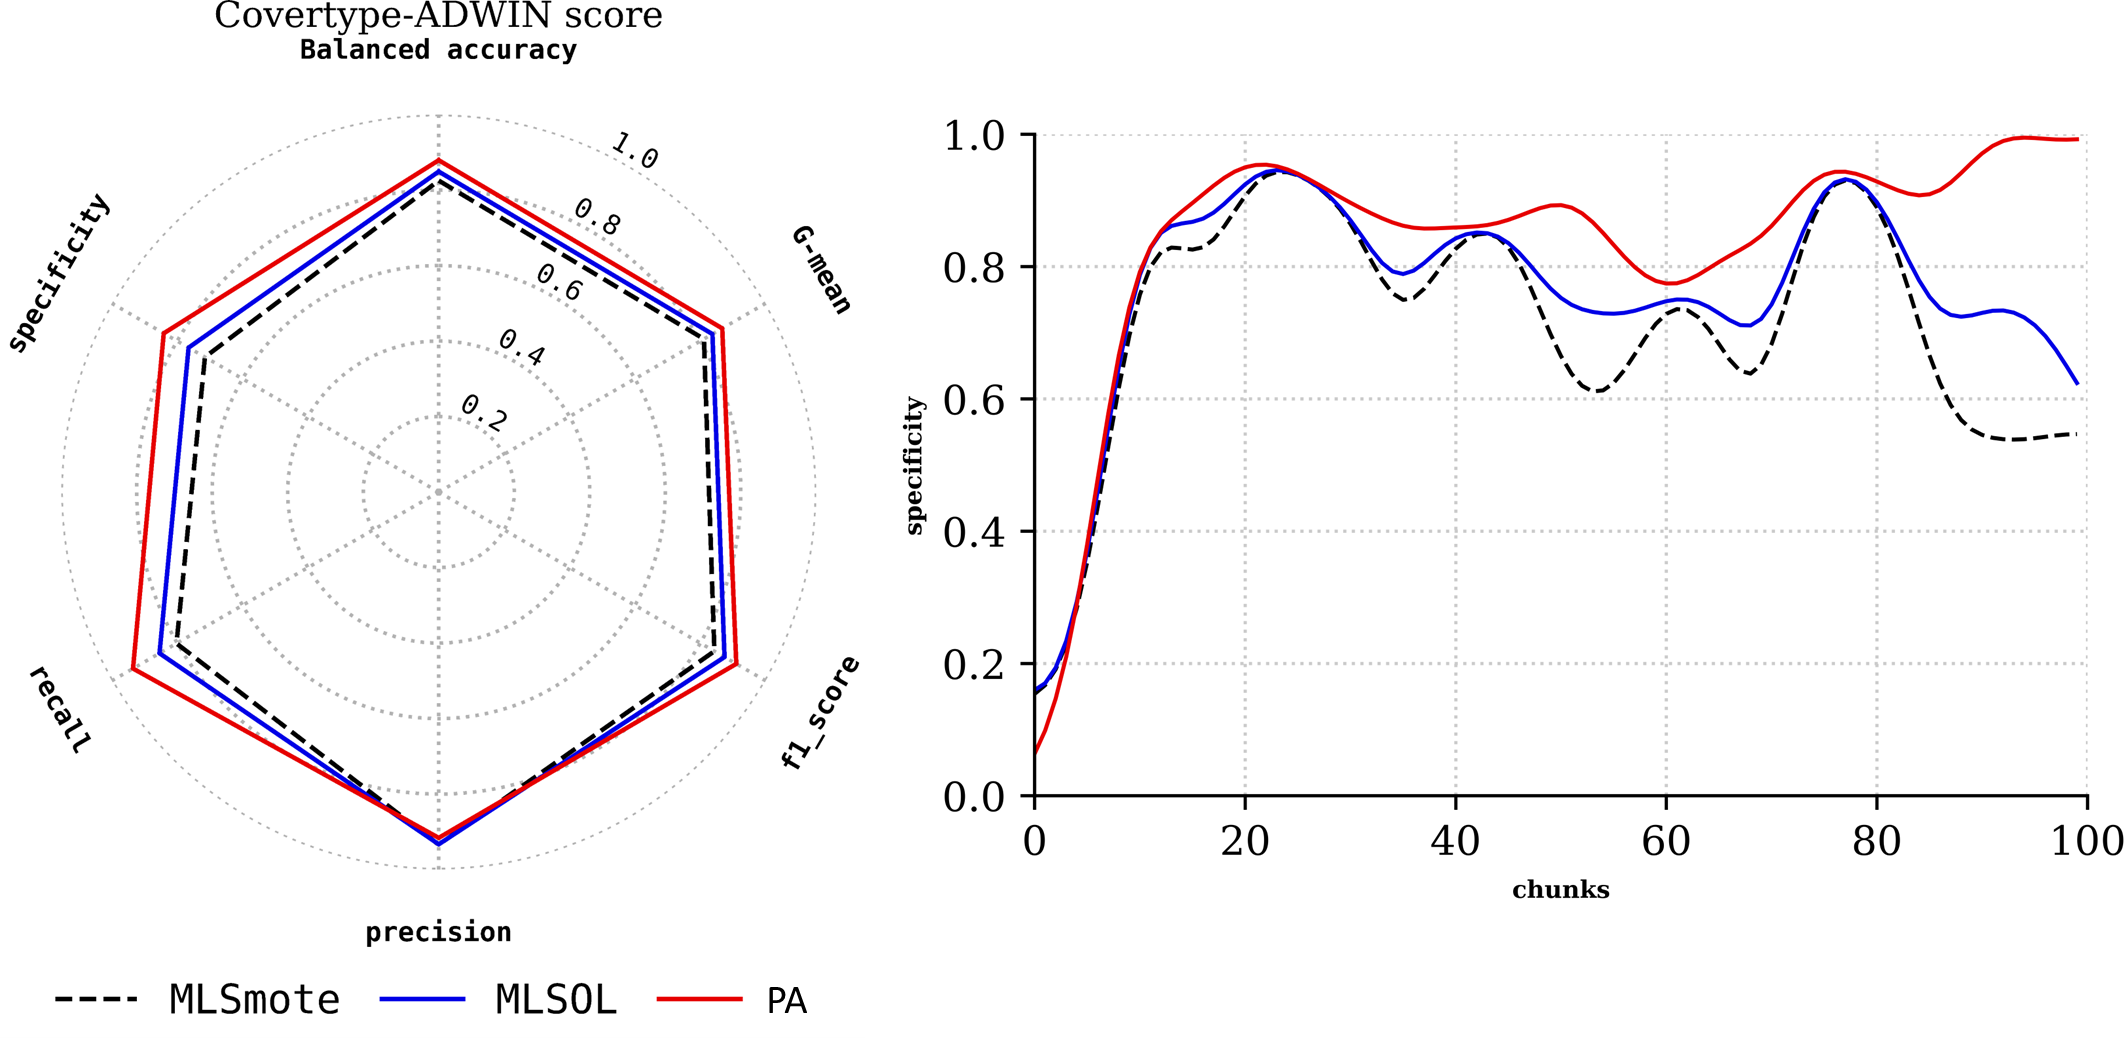 Covertype-ADWIN score
Balanced accuracy
G-mean
f1_score
precision
recall
specificity
0.2
0.4
0.6
0.8
1.0
MLSmote
MLSOL
PA
1.0
0.8
0.6
0.4
0.2
0.0
specificity
0
20
40
60
80
100
chunks